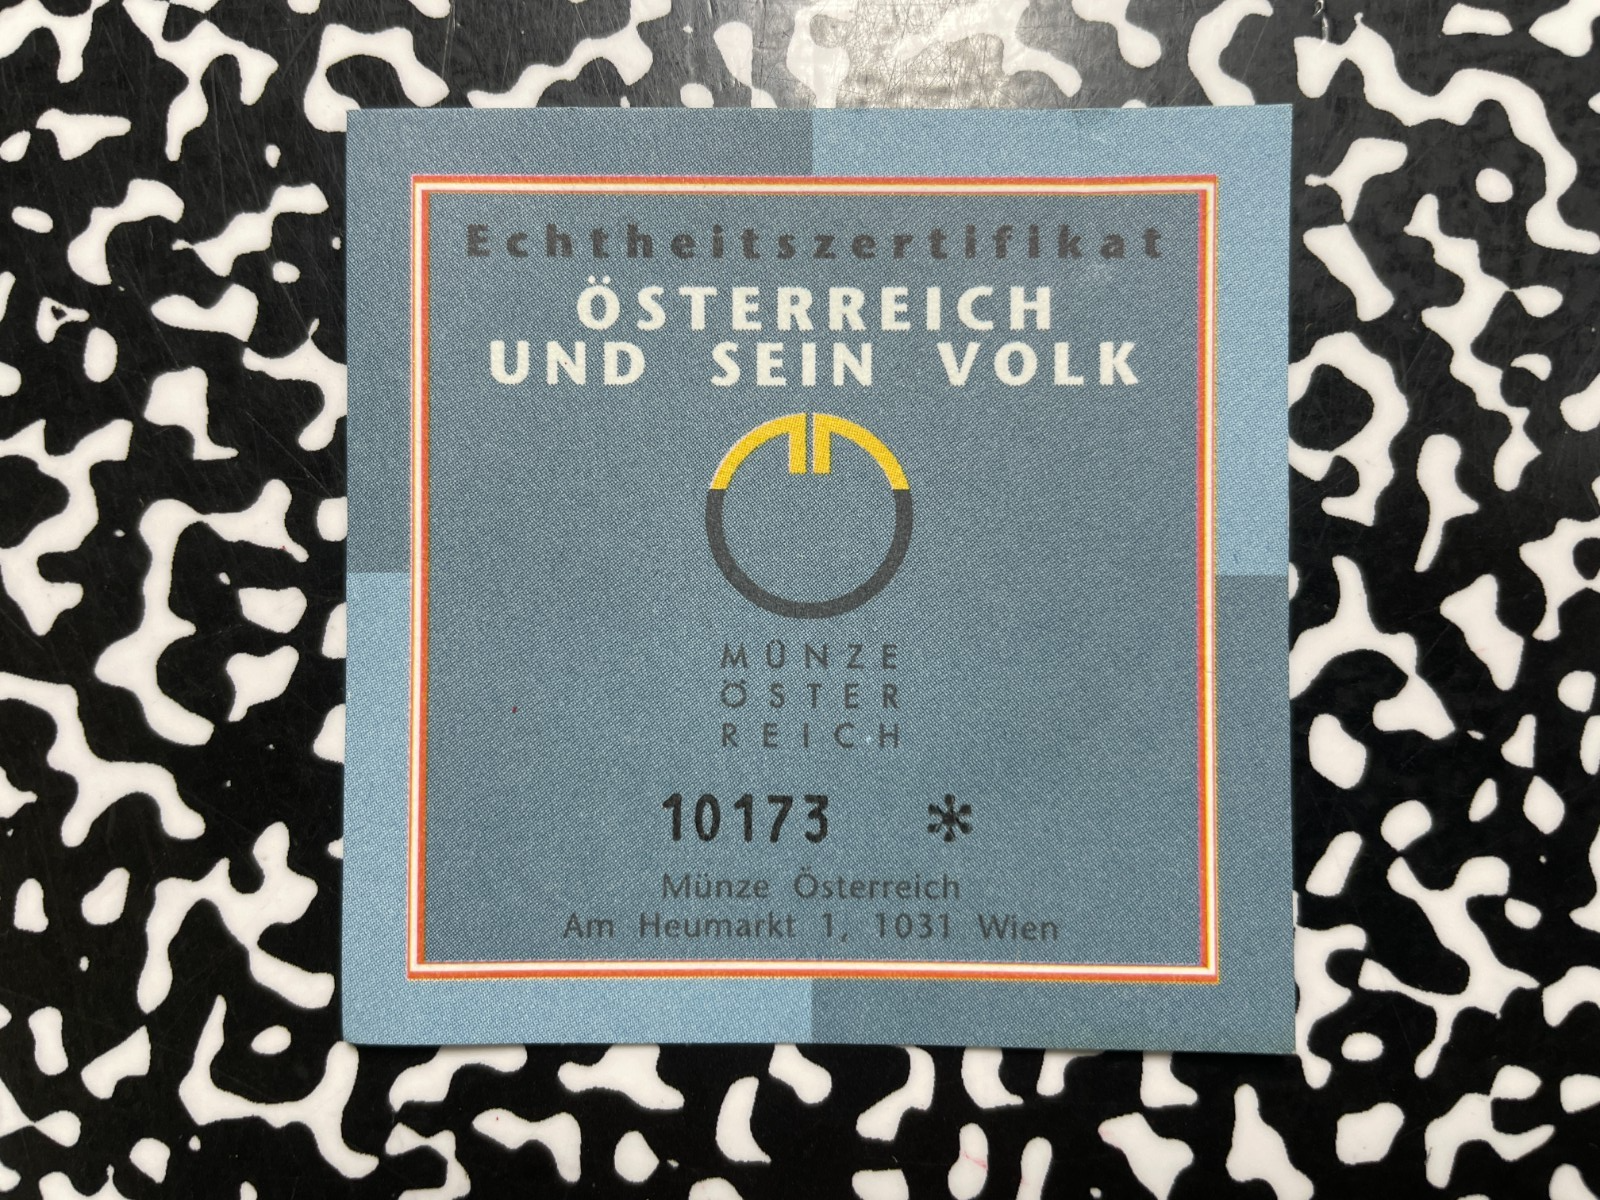 Echtheitszertifikat
ÖSTERREICH
UND SEIN VOLK
MÜNZE
ÖSTER
REICH
10173 *
Münze Österreich
Am Heumarkt 1, 1031 Wien